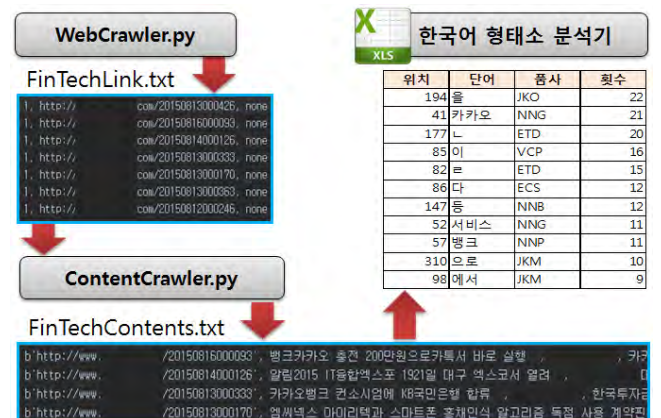 WebCrawler.py
FinTechLink.txt
1, http:// com/20150813000426, none
1, http:// com/20150816000093, none
1, http:// com/20150814000126, none
1, http:// com/20150813000333, none
1, http:// com/20150813000170, none
1, http:// com/20150813000363, none
1, http:// com/20150812000246, none
ContentCrawler.py
FinTechContents.txt
b'http://www. /20150816000093', 뱅크카카오 충전 200만원으로카톡서 바로 실행 , , 카카
b'http://www. /20150814000126', 알림2015 IT융합엑스포 1921일 대구 엑스코서 열려 ,
b'http://www. /20150813000333', 카카오뱅크 컨소시엄에 KB국민은행 합류 , , 한국투자금
b'http://www. /20150813000170', 엠씨넥스 아이리텍과 스마트폰 홍채인식 알고리즘 독점 사용
X
XLS
한국어 형태소 분석기
위치 단어 품사 횟수
194 을 JKO 22
41 카카오 NNG 21
177 ㄴ ETD 20
85 이 VCP 16
82 ㄹ ETD 15
86 다 ECS 12
147 등 NNB 12
52 서비스 NNG 11
57 뱅크 NNP 11
310 으로 JKM 10
98 에서 JKM 9